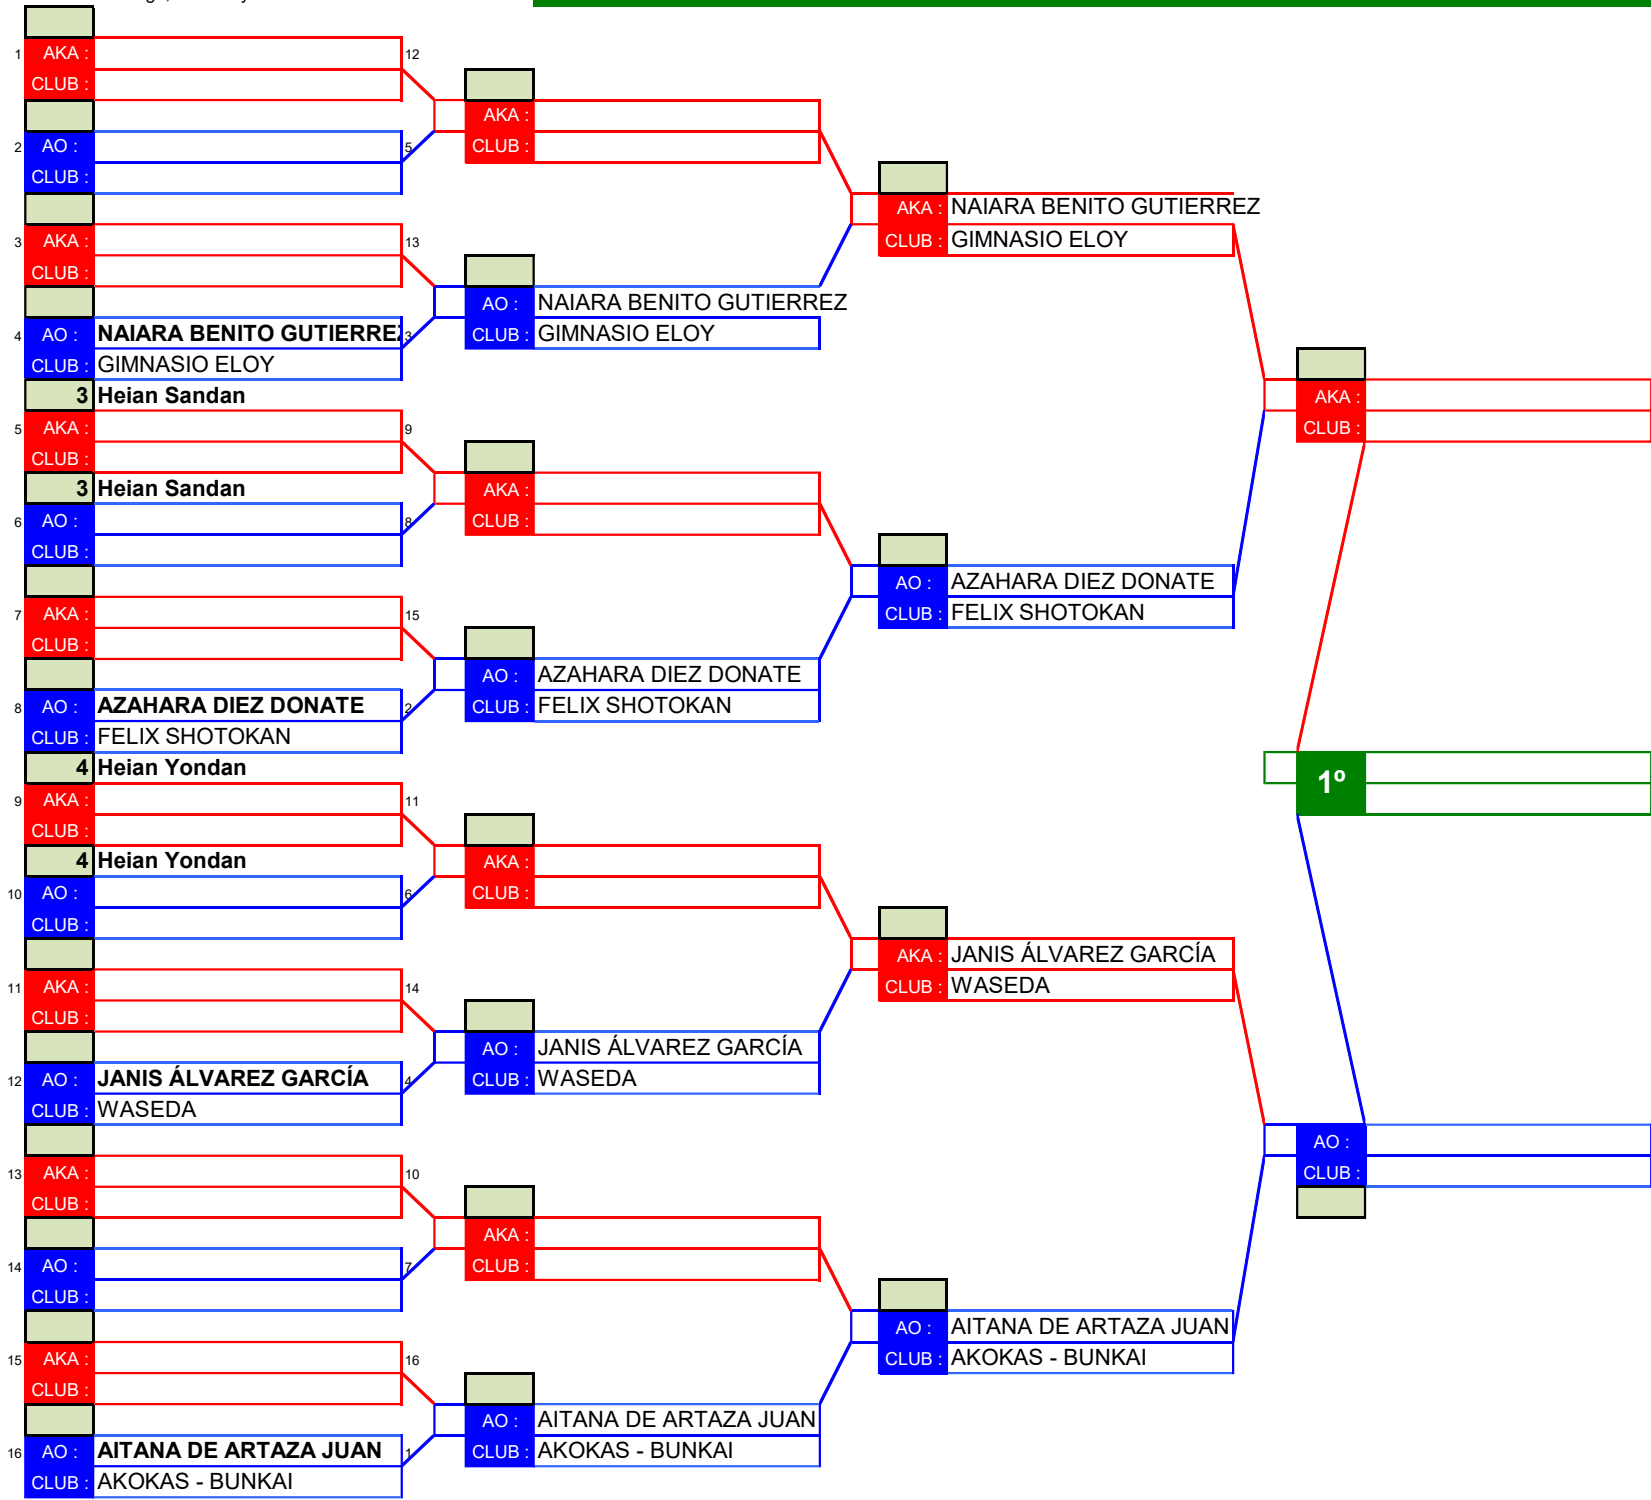 1 AKA : 12
CLUB :
2 AO : 5
CLUB :
3 AKA : 13
CLUB :
4 AO : NAIARA BENITO GUTIERREZ 3
CLUB : GIMNASIO ELOY
3 Heian Sandan
5 AKA : 9
CLUB :
3 Heian Sandan
6 AO : 8
CLUB :
7 AKA : 15
CLUB :
8 AO : AZAHARA DIEZ DONATE 2
CLUB : FELIX SHOTOKAN
4 Heian Yondan
9 AKA : 11
CLUB :
4 Heian Yondan
10 AO : 6
CLUB :
11 AKA : 14
CLUB :
12 AO : JANIS ÁLVAREZ GARCÍA 4
CLUB : WASEDA
13 AKA : 10
CLUB :
14 AO : 7
CLUB :
15 AKA : 16
CLUB :
16 AO : AITANA DE ARTAZA JUAN 1
CLUB : AKOKAS - BUNKAI
AKA :
CLUB :
AO : NAIARA BENITO GUTIERREZ
CLUB : GIMNASIO ELOY
AKA :
CLUB :
AO : AZAHARA DIEZ DONATE
CLUB : FELIX SHOTOKAN
AKA :
CLUB :
AO : JANIS ÁLVAREZ GARCÍA
CLUB : WASEDA
AKA :
CLUB :
AO : AITANA DE ARTAZA JUAN
CLUB : AKOKAS - BUNKAI
AKA : NAIARA BENITO GUTIERREZ
CLUB : GIMNASIO ELOY
AO : AZAHARA DIEZ DONATE
CLUB : FELIX SHOTOKAN
AKA : JANIS ÁLVAREZ GARCÍA
CLUB : WASEDA
AO : AITANA DE ARTAZA JUAN
CLUB : AKOKAS - BUNKAI
AKA :
CLUB :
1º
AO :
CLUB :